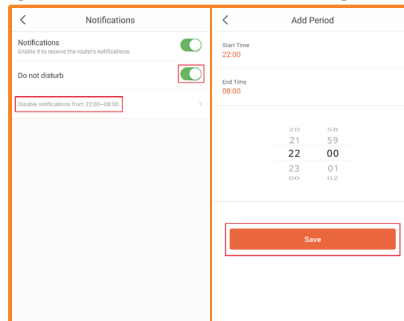 Notifications
Notifications
Enable it to receive the router's notifications.
Do not disturb
Disable notifications from 22:00~08:00.
Add Period
Start Time
22:00
End Time
08:00
20 58
21 59
22 00
23 01
00 02
Save